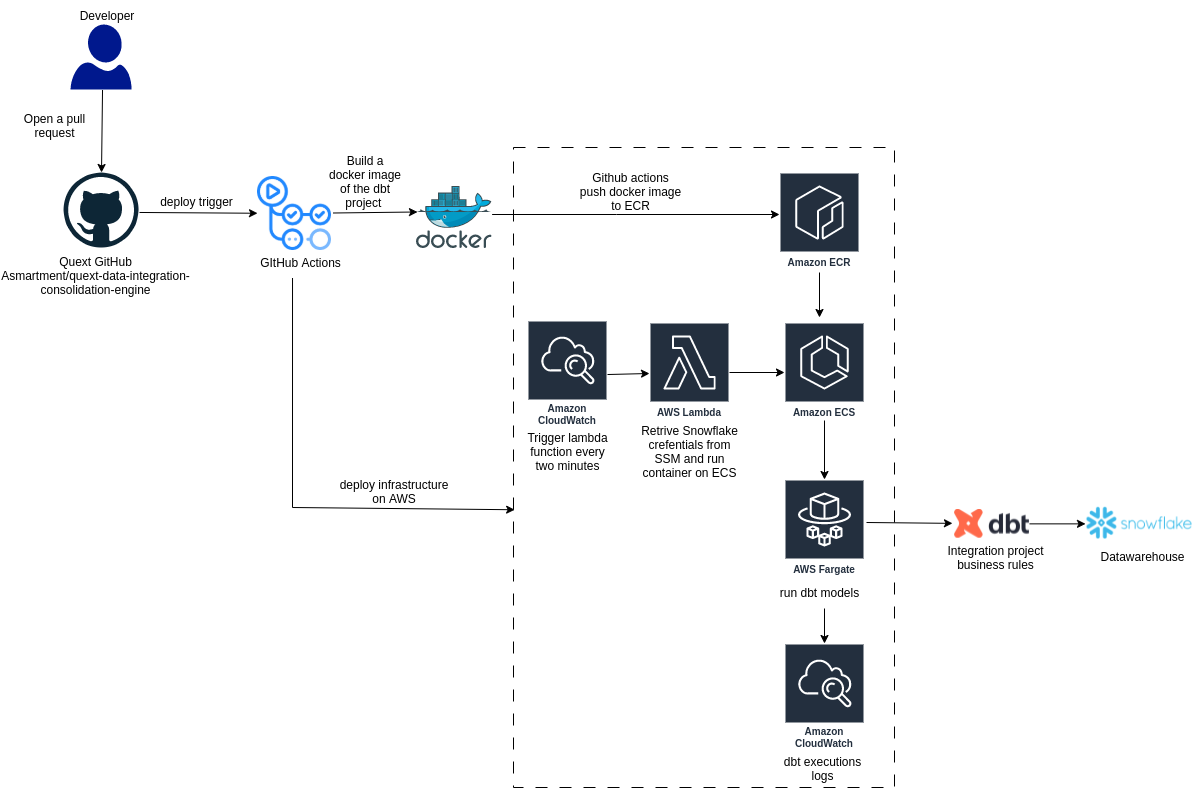 Developer
Open a pull
request
deploy trigger
Quext GitHub
Asmartment/quext-data-integration-
consolidation-engine
GItHub Actions
Build a
docker image
of the dbt
project
docker
Github actions
push docker image
to ECR
Amazon ECR
Amazon
CloudWatch
Trigger lambda
function every
two minutes
AWS Lambda
Retrive Snowflake
crefentials from
SSM and run
container on ECS
Amazon ECS
deploy infrastructure
on AWS
AWS Fargate
run dbt models
dbt
Integration project
business rules
snowflake
Datawarehouse
Amazon
CloudWatch
dbt executions
logs